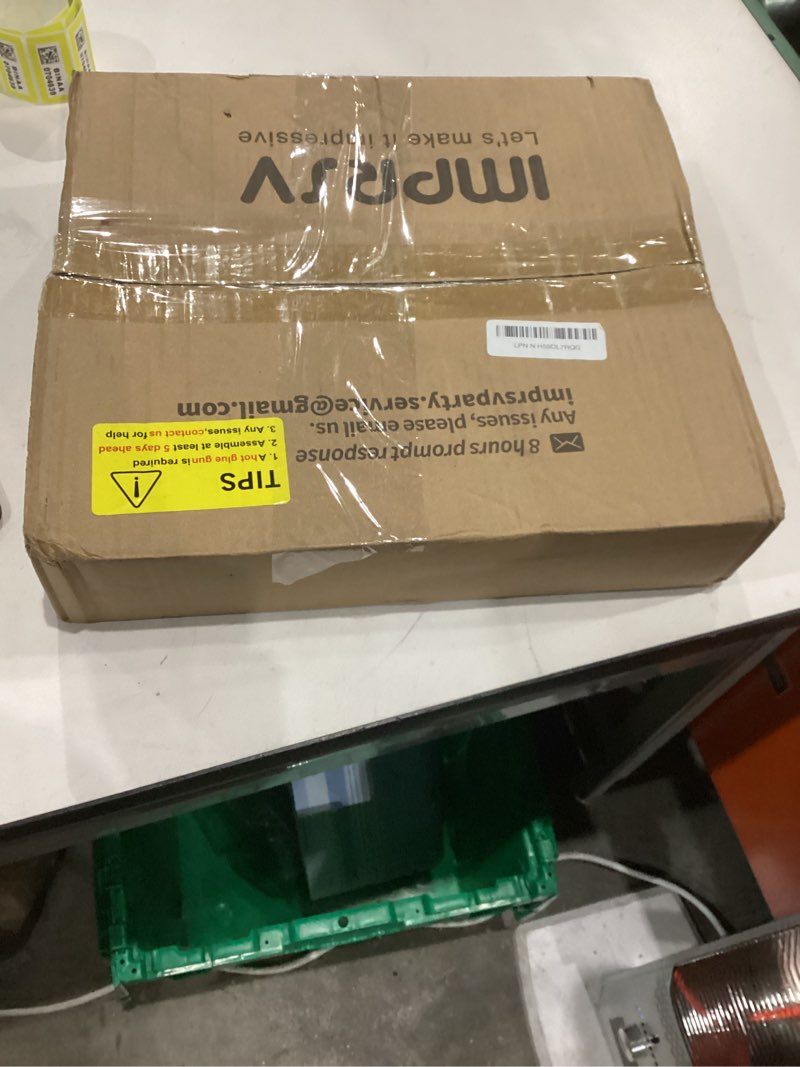 TIPS
1. A hot glue gun is required
2. Assemble at least 5 days ahead
3. Any issues,contact us for help
8 hours prompt response
Any issues, please email us.
imprsvparty.service@gmail.com
IMPRSV
Let's make it impressive
LPN N
BINAA
BINAA